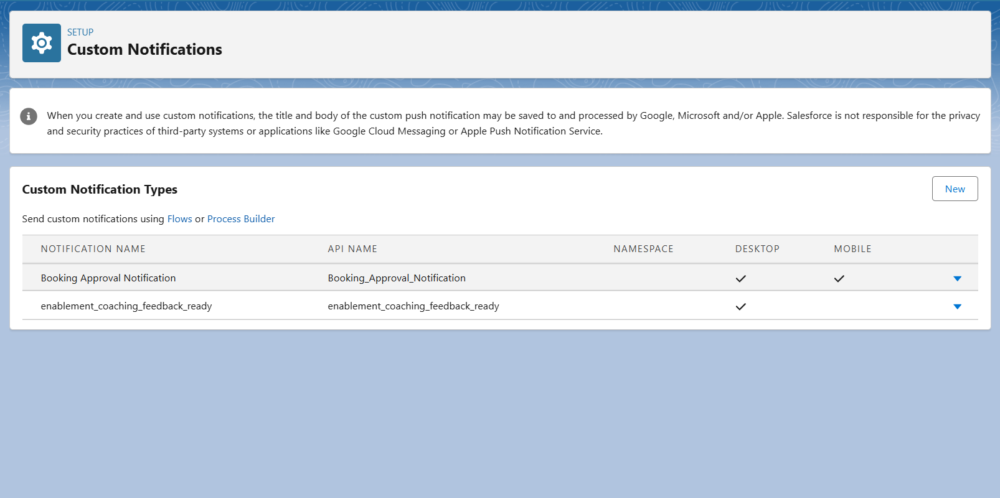 SETUP
Custom Notifications
When you create and use custom notifications, the title and body of the custom push notification may be saved to and processed by Google, Microsoft and/or Apple. Salesforce is not responsible for the privacy
and security practices of third-party systems or applications like Google Cloud Messaging or Apple Push Notification Service.
Custom Notification Types
New
Send custom notifications using Flows or Process Builder
NOTIFICATION NAME API NAME NAMESPACE DESKTOP MOBILE
Booking Approval Notification Booking_Approval_Notification
enablement_coaching_feedback_ready enablement_coaching_feedback_ready